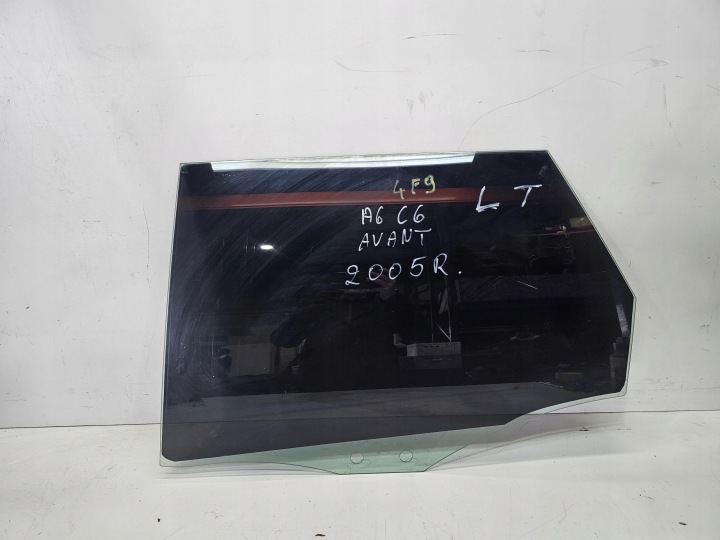 4F9
LT
A6 C6
AVANT
2005R.